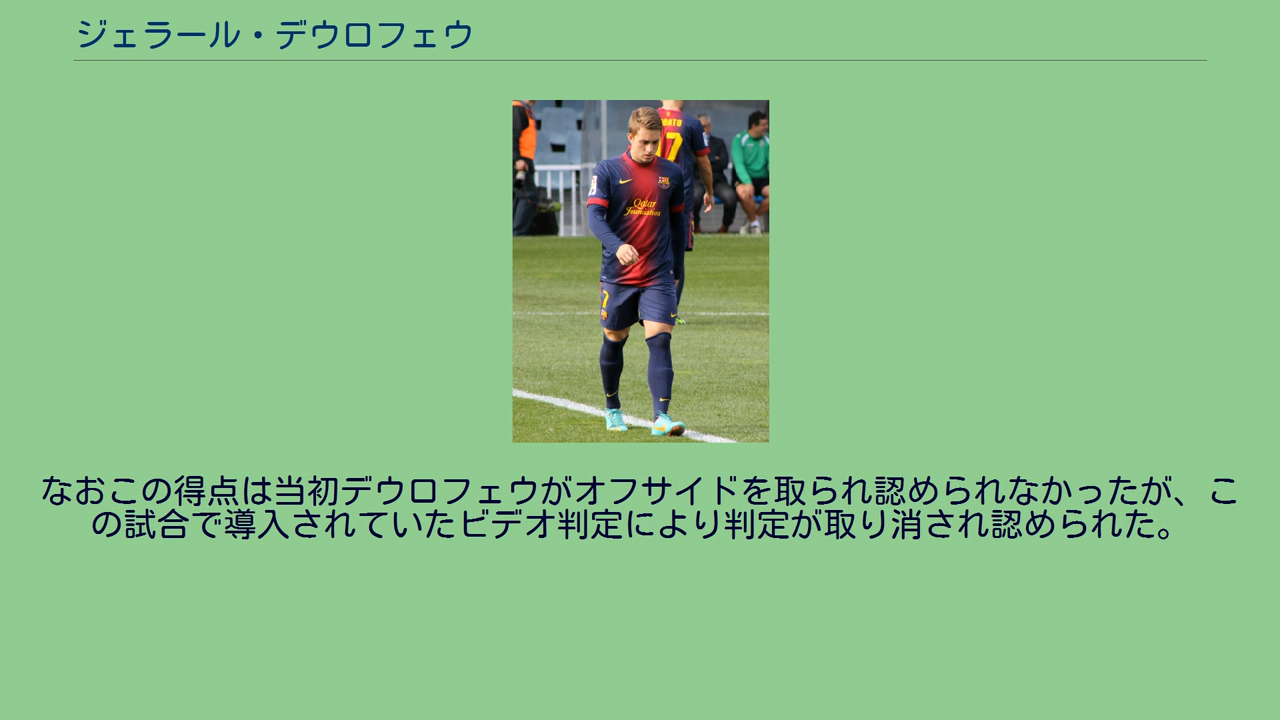 ジェラール・デウロフェウ
7
Qatar
Foundation
7
なおこの得点は当初デウロフェウがオフサイドを取られ認められなかったが、こ
の試合で導入されていたビデオ判定により判定が取り消され認められた。